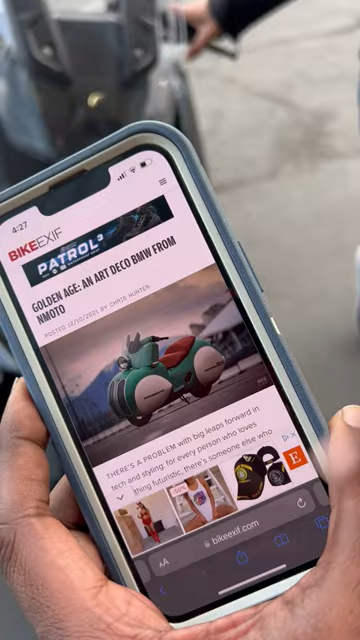 4:27
BIKEEXIF
PATROL³
GOLDEN AGE: AN ART DECO BMW FROM
NMOTO
POSTED 12/10/2021 BY CHRIS HUNTER
THERE'S A PROBLEM with big leaps forward in
tech and styling: for every person who loves
thing futuristic, there's someone else who
-50%
E
AA bikeexif.com